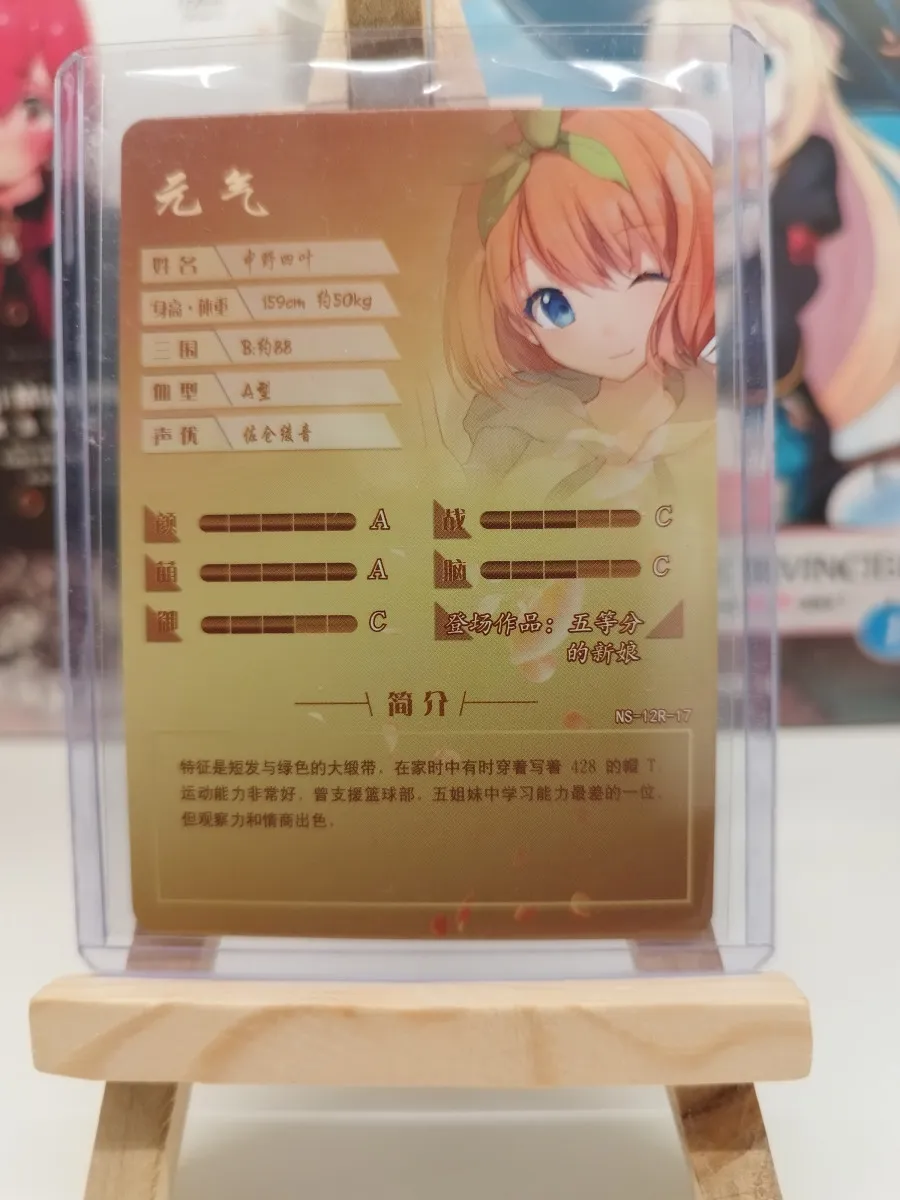 元气
姓名 中野四叶
身高·体重 159cm 约50kg
三围 B:约88
血型 A型
声优 佐仓绫音
颜 A
战 C
萌 A
脑 C
御 C
登场作品：五等分
的新娘
简介
NS-12R-17
特征是短发与绿色的大缎带，在家时中有时穿着写着 428 的帽 T，
运动能力非常好，曾支援篮球部，五姐妹中学习能力最差的一位，
但观察力和情商出色。